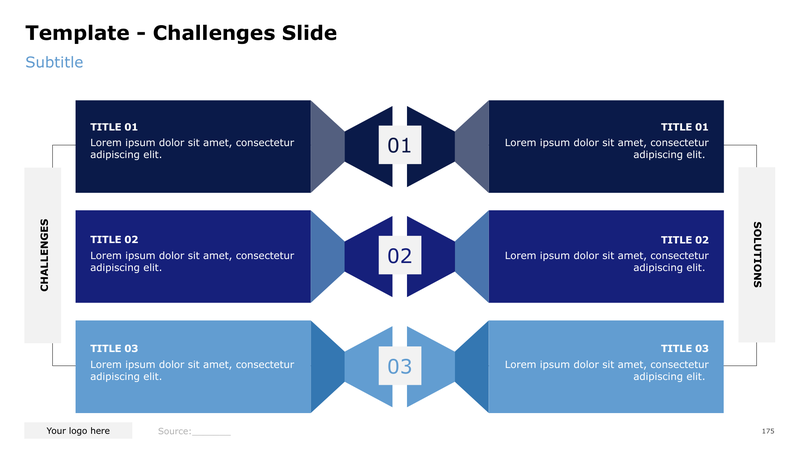 Template - Challenges Slide
Subtitle
CHALLENGES
TITLE 01
Lorem ipsum dolor sit amet, consectetur
adipiscing elit.
01
TITLE 01
Lorem ipsum dolor sit amet, consectetur
adipiscing elit.
TITLE 02
Lorem ipsum dolor sit amet, consectetur
adipiscing elit.
02
TITLE 02
Lorem ipsum dolor sit amet, consectetur
adipiscing elit.
TITLE 03
Lorem ipsum dolor sit amet, consectetur
adipiscing elit.
03
TITLE 03
Lorem ipsum dolor sit amet, consectetur
adipiscing elit.
SOLUTIONS
Your logo here
Source:_______
175